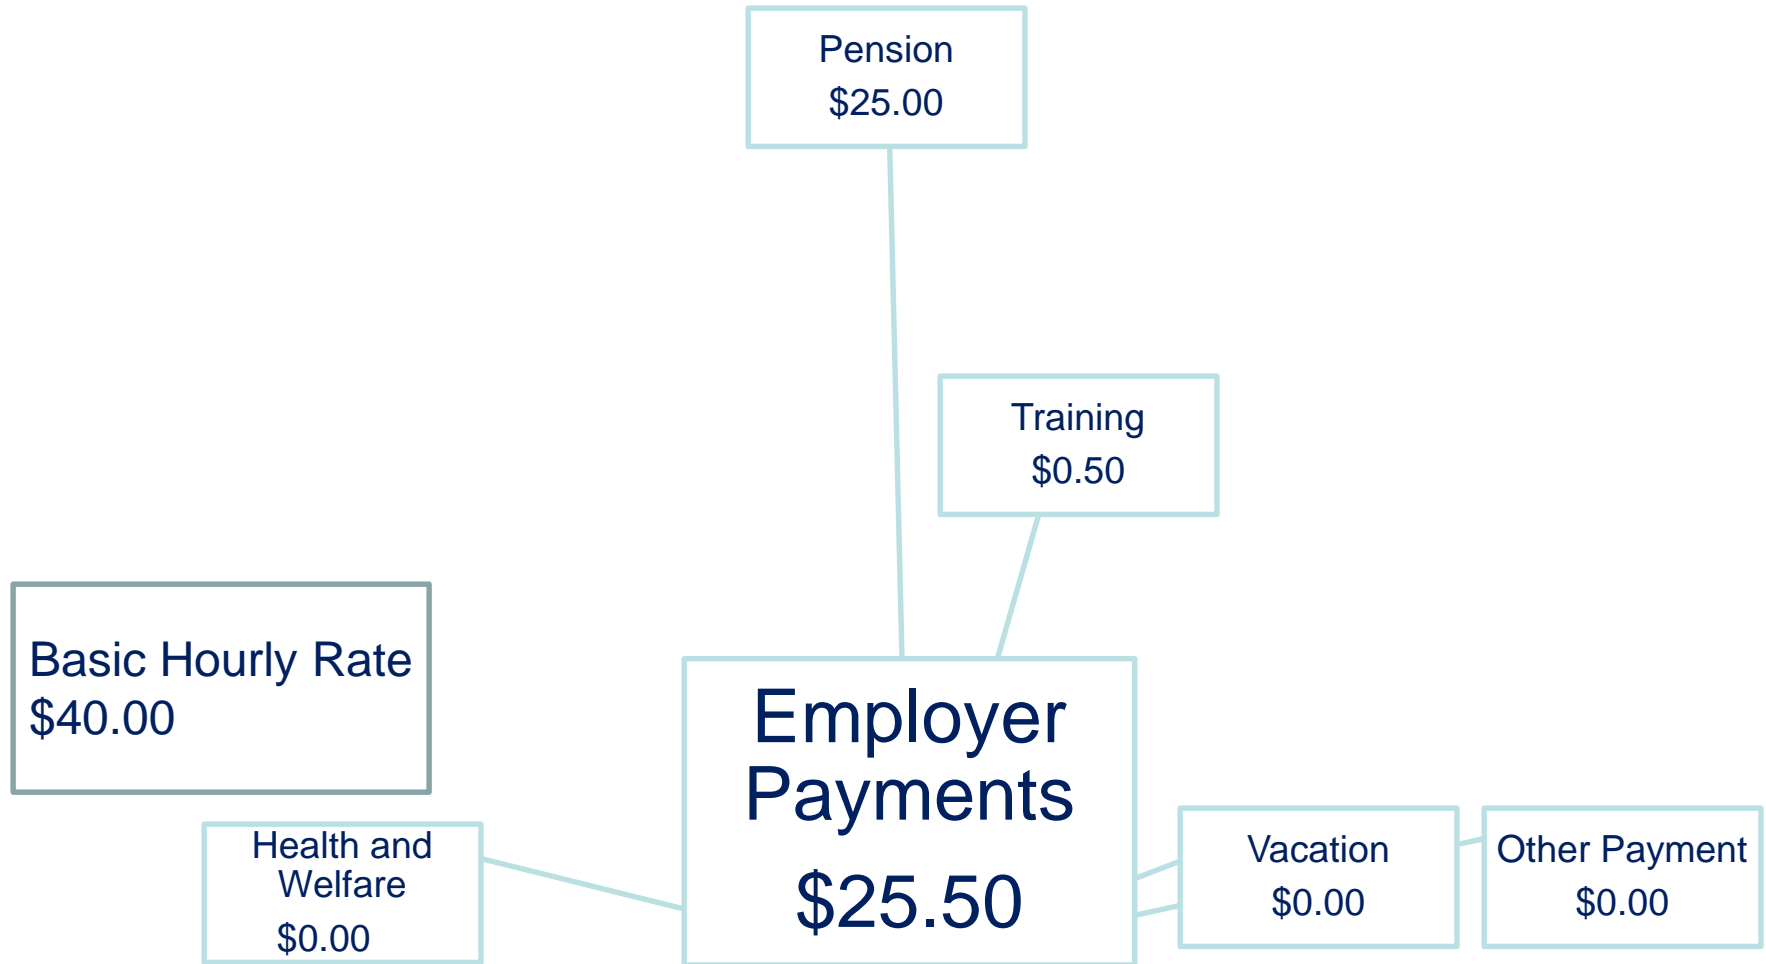 Pension
$25.00
Training
$0.50
Basic Hourly Rate
$40.00
Employer
Payments
$25.50
Health and
Welfare
$0.00
Vacation
$0.00
Other Payment
$0.00